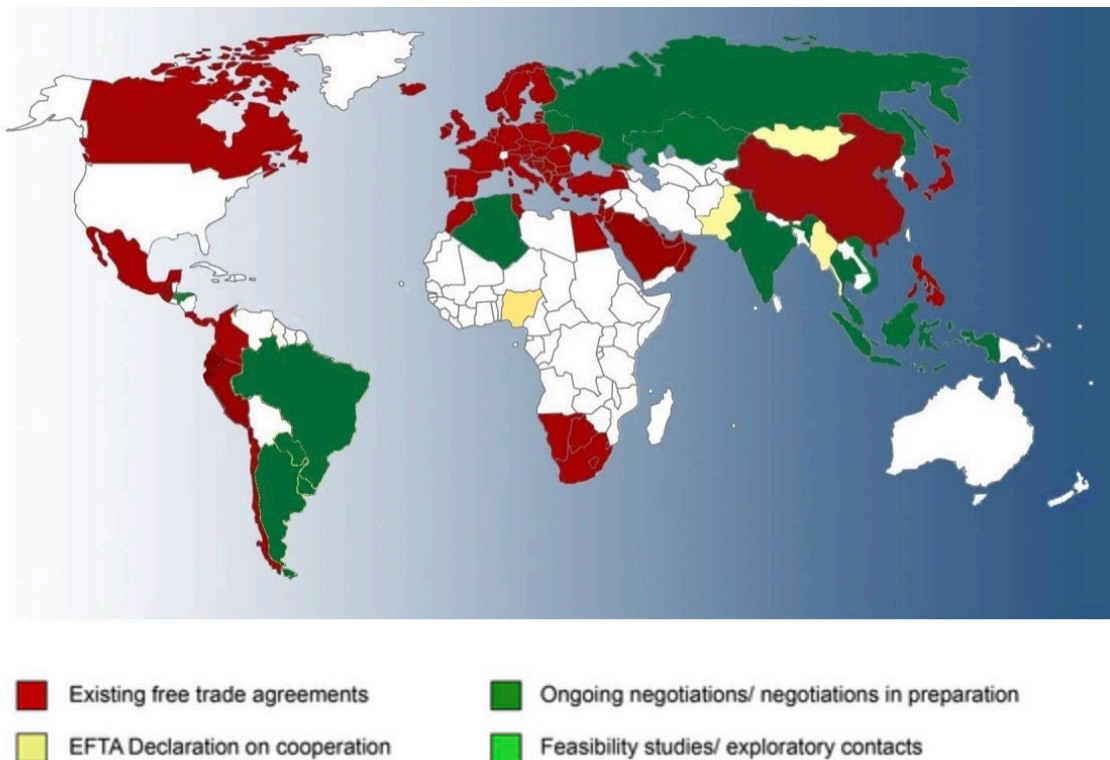 Existing free trade agreements
Ongoing negotiations/ negotiations in preparation
EFTA Declaration on cooperation
Feasibility studies/ exploratory contacts